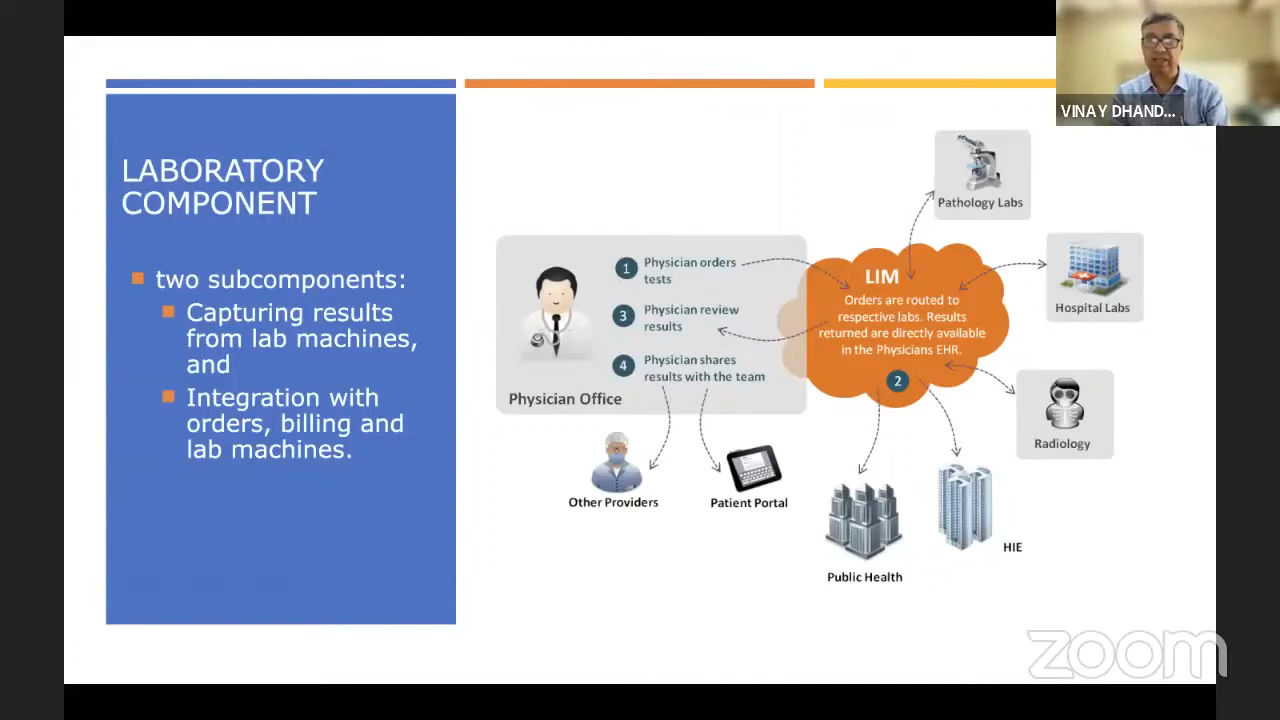 VINAY DHAND...
LABORATORY
COMPONENT
two subcomponents:
Capturing results
from lab machines,
and
Integration with
orders, billing and
lab machines.
1
Physician orders
tests
3
Physician review
results
4
Physician shares
results with the team
Physician Office
LIM
Orders are routed to
respective labs. Results
returned are directly available
in the Physicians EHR.
2
Pathology Labs
Hospital Labs
Radiology
Other Providers
Patient Portal
Public Health
HIE
zoom